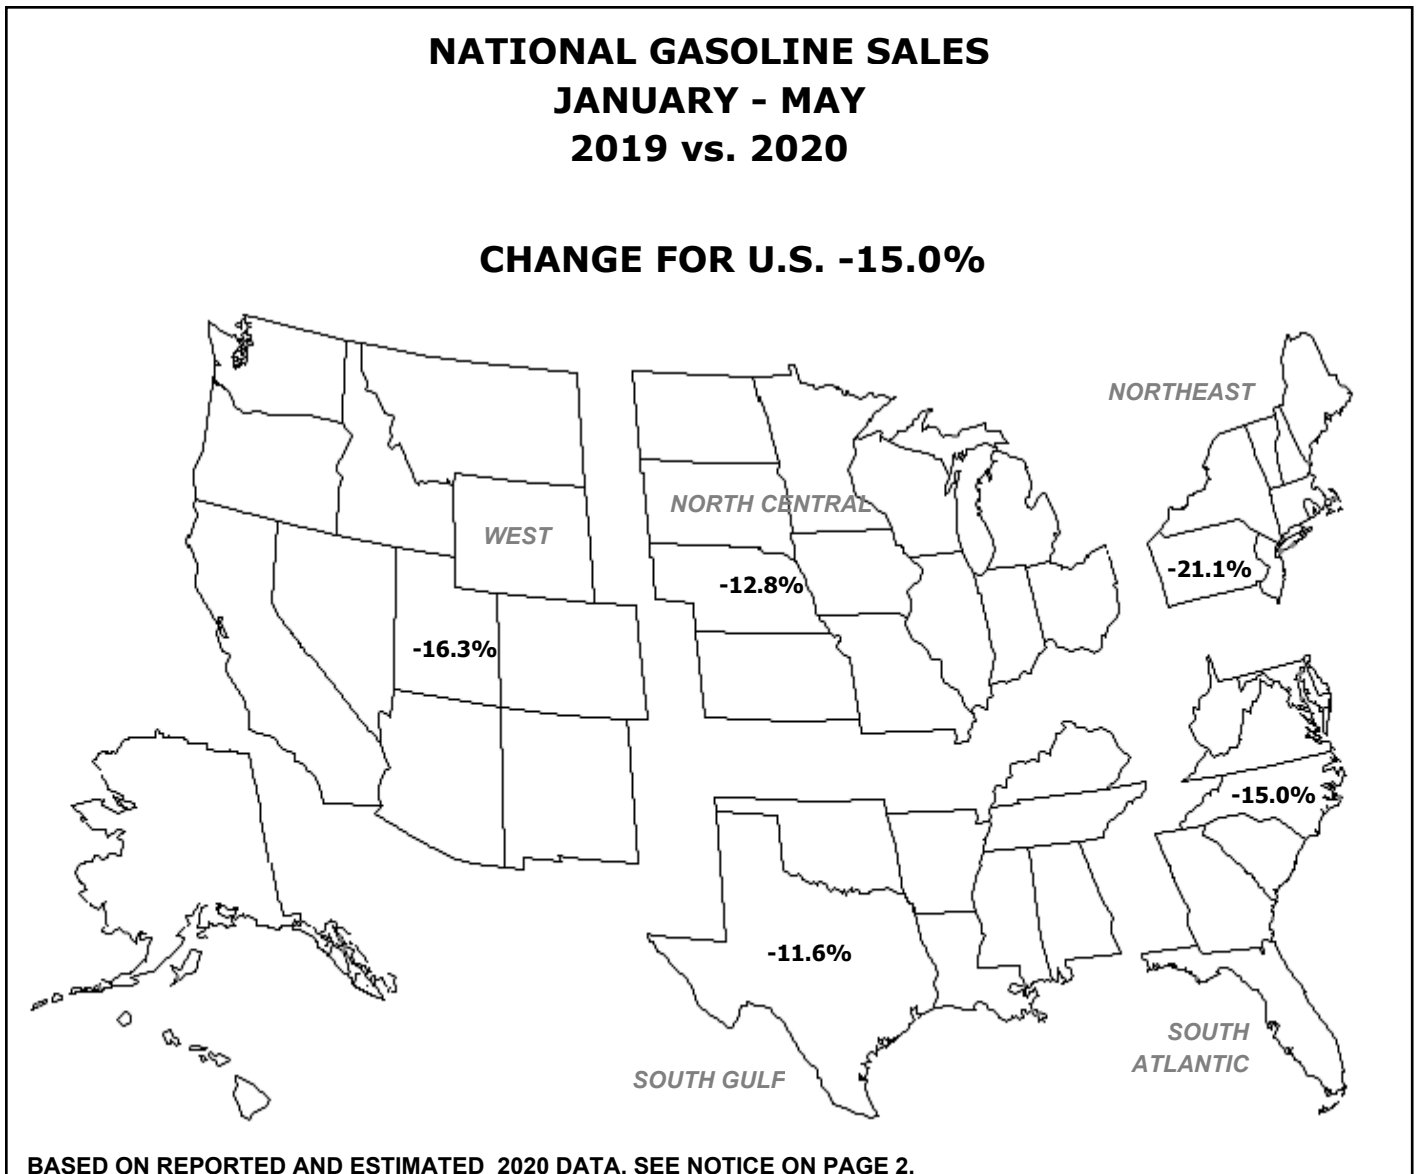 NATIONAL GASOLINE SALES
JANUARY - MAY
2019 vs. 2020
CHANGE FOR U.S. -15.0%
NORTHEAST
NORTH CENTRAL
WEST
-21.1%
-12.8%
-16.3%
-15.0%
-11.6%
SOUTH
ATLANTIC
SOUTH GULF
BASED ON REPORTED AND ESTIMATED  2020 DATA. SEE NOTICE ON PAGE 2.